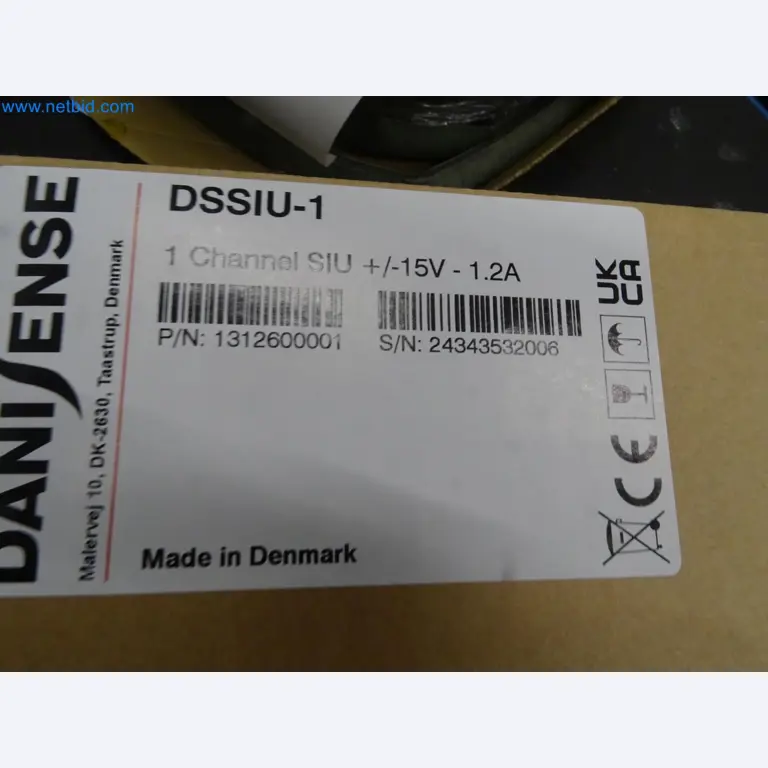 www.netbid.com
DANISENSE
Malervej 10, DK-2630, Taastrup, Denmark
DSSIU-1
1 Channel SIU +/-15V - 1.2A
P/N: 1312600001
S/N: 24343532006
Made in Denmark
UK
CA
CE